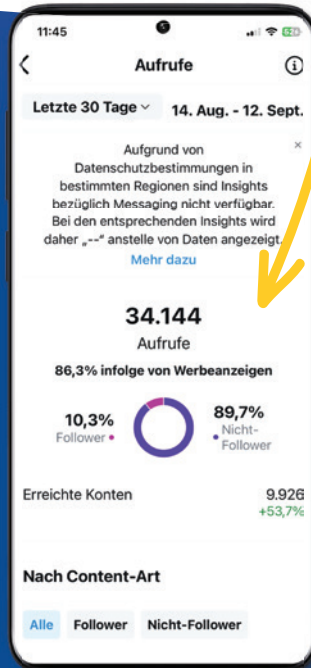 11:45
Aufrufe
Letzte 30 Tage 14. Aug. - 12. Sept.
Aufgrund von
Datenschutzbestimmungen in
bestimmten Regionen sind Insights
bezüglich Messaging nicht verfügbar.
Bei den entsprechenden Insights wird
daher „--“ anstelle von Daten angezeigt.
Mehr dazu
34.144
Aufrufe
86,3% infolge von Werbeanzeigen
10,3%
Follower
89,7%
Nicht-
Follower
Erreichte Konten 9.926
+53,7%
Nach Content-Art
Alle Follower Nicht-Follower